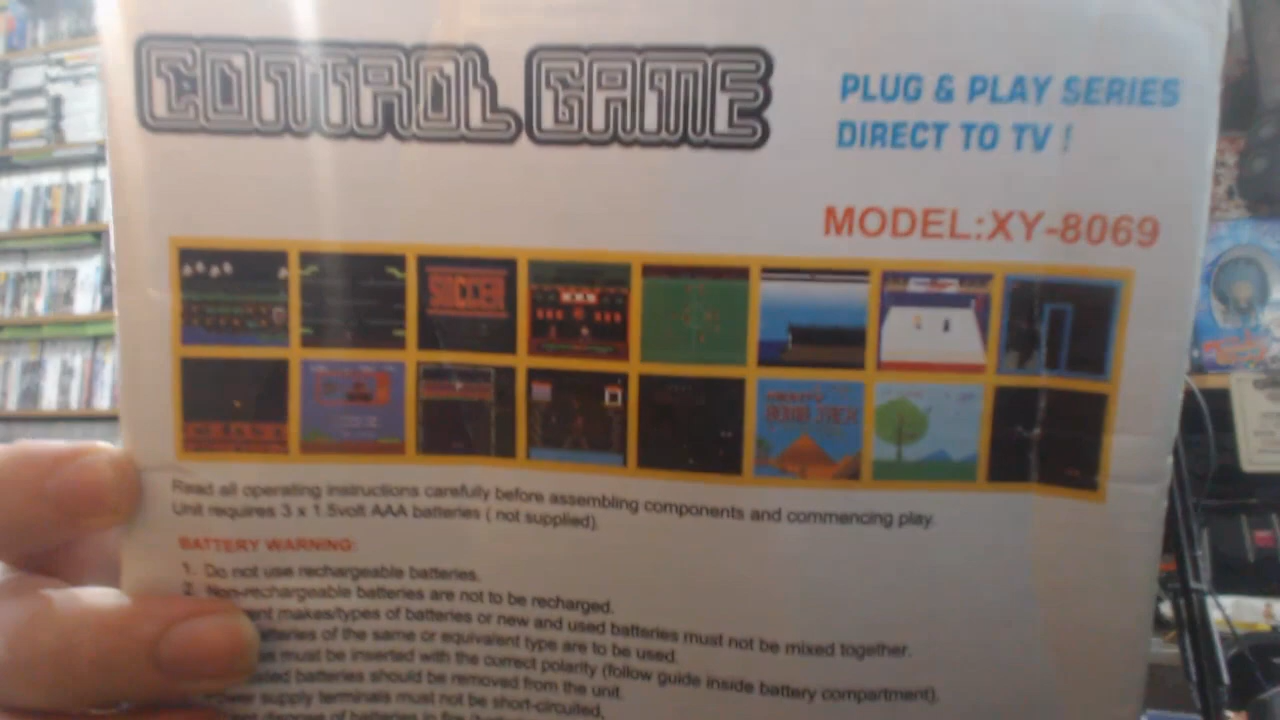 CONTROL GAME
PLUG & PLAY SERIES
DIRECT TO TV !
MODEL:XY-8069
SOCCER
Read all operating instructions carefully before assembling components and commencing play.
Unit requires 3 x 1.5volt AAA batteries ( not supplied).
BATTERY WARNING:
1. Do not use rechargeable batteries.
2. Non-rechargeable batteries are not to be recharged.
makes/types of batteries or new and used batteries must not be mixed together.
of the same or equivalent type are to be used.
must be inserted with the correct polarity (follow guide inside battery compartment).
batteries should be removed from the unit.
supply terminals must not be short-circuited,